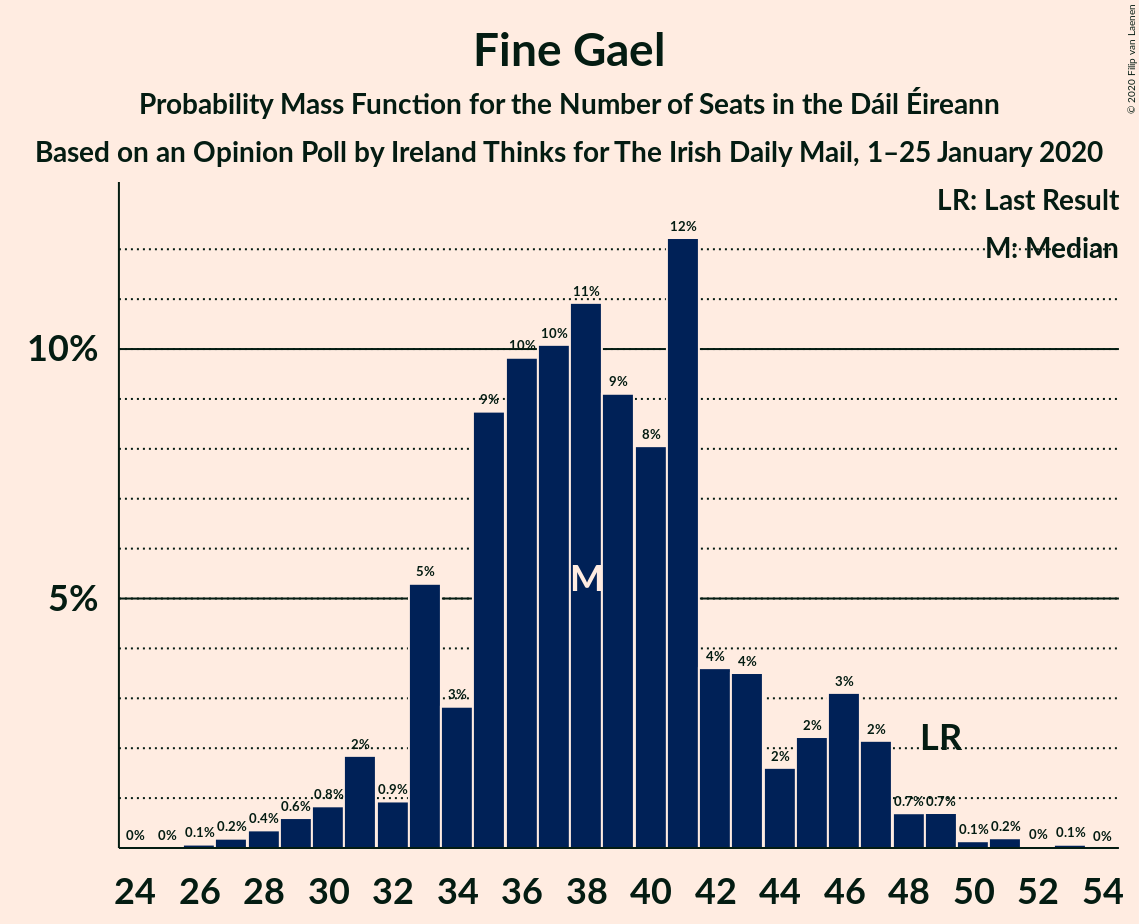 © 2020 Filip van Laenen
Fine Gael
Probability Mass Function for the Number of Seats in the Dáil Éireann
Based on an Opinion Poll by Ireland Thinks for The Irish Daily Mail, 1–25 January 2020
LR: Last Result
M: Median
10%
5%
0% 0% 0.1% 0.2% 0.4% 0.6% 0.8% 2% 0.9% 5% 3% 9% 10% 10% 11% 9% 8% 12% 4% 4% 2% 2% 3% 2% 0.7% 0.7% 0.1% 0.2% 0% 0.1% 0%
M
LR
24 26 28 30 32 34 36 38 40 42 44 46 48 50 52 54